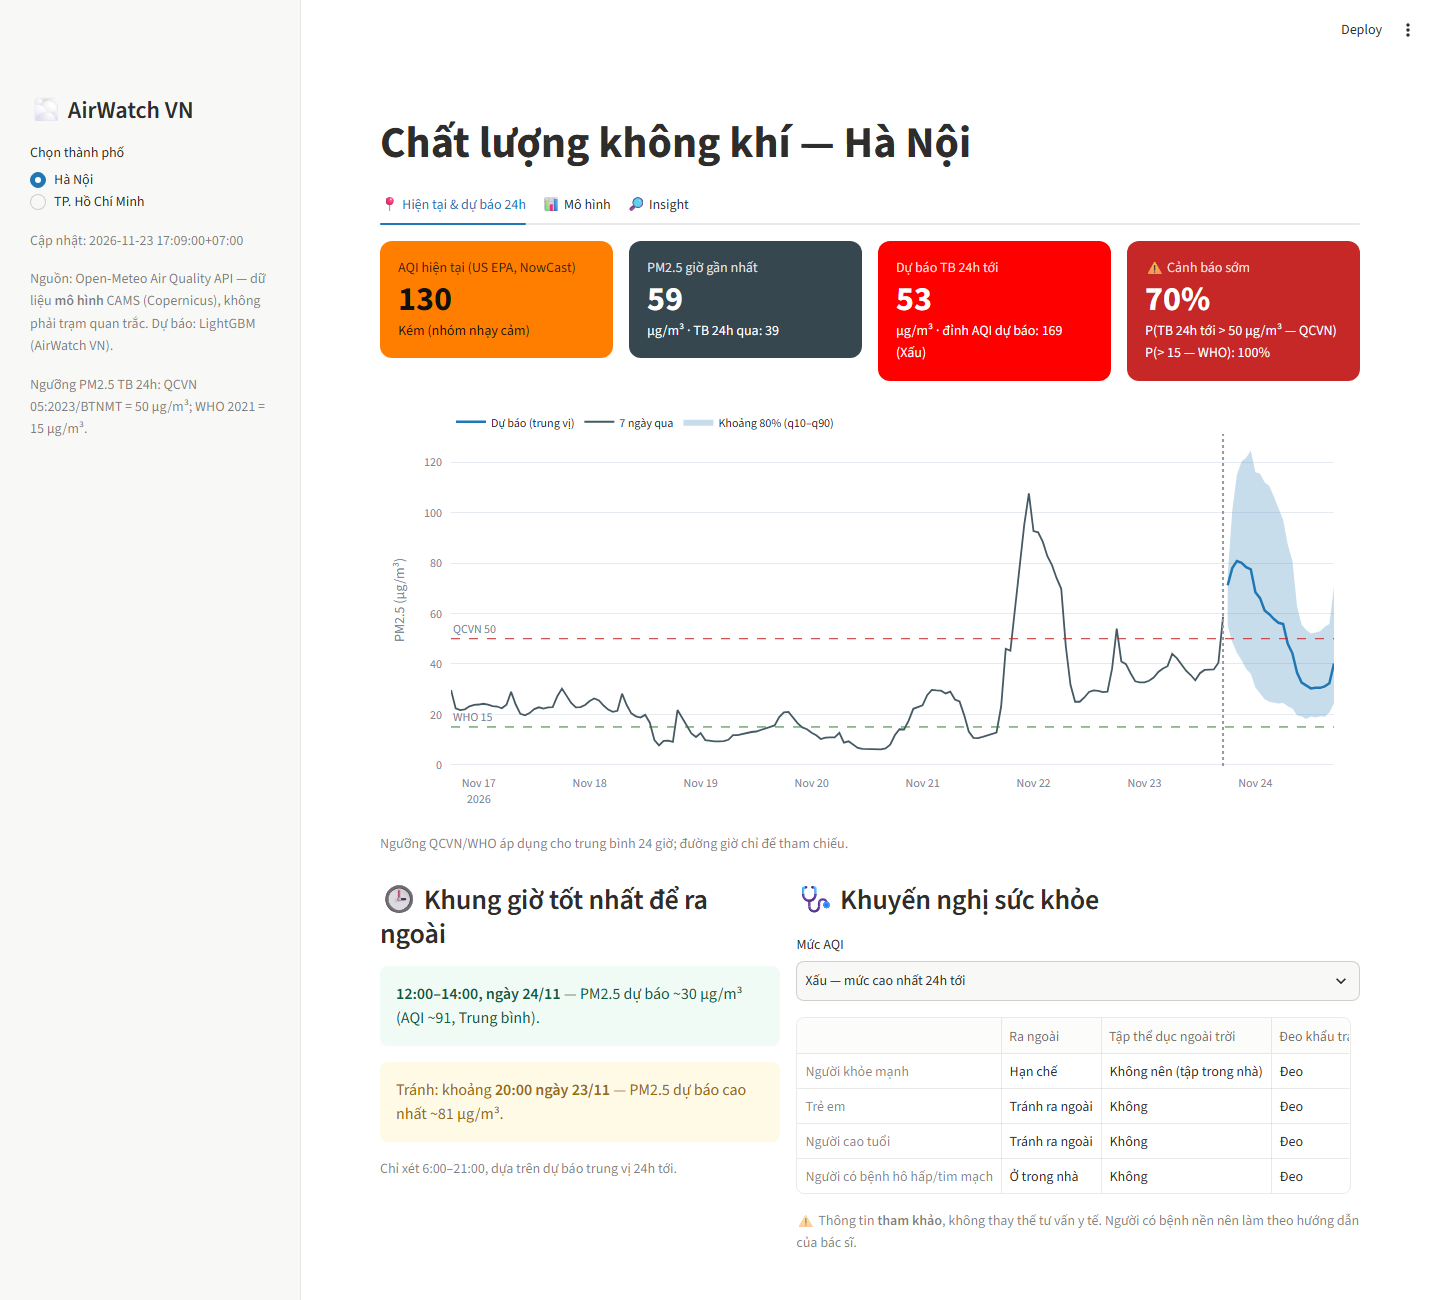 Deploy
AirWatch VN
Chọn thành phố
Hà Nội
TP. Hồ Chí Minh
Cập nhật: 2026-11-23 17:09:00+07:00
Nguồn: Open-Meteo Air Quality API — dữ
liệu mô hình CAMS (Copernicus), không
phải trạm quan trắc. Dự báo: LightGBM
(AirWatch VN).
Ngưỡng PM2.5 TB 24h: QCVN
05:2023/BTNMT = 50 µg/m³; WHO 2021 =
15 µg/m³.
Chất lượng không khí — Hà Nội
Hiện tại & dự báo 24h
Mô hình
Insight
AQI hiện tại (US EPA, NowCast)
130
Kém (nhóm nhạy cảm)
PM2.5 giờ gần nhất
59
µg/m³ · TB 24h qua: 39
Dự báo TB 24h tới
53
µg/m³ · đỉnh AQI dự báo: 169
(Xấu)
Cảnh báo sớm
70%
P(TB 24h tới > 50 µg/m³ — QCVN)
P(> 15 — WHO): 100%
Dự báo (trung vị)
7 ngày qua
Khoảng 80% (q10–q90)
PM2.5 (µg/m³)
120
100
80
60
QCVN 50
40
20
WHO 15
0
Nov 17
2026
Nov 18
Nov 19
Nov 20
Nov 21
Nov 22
Nov 23
Nov 24
Ngưỡng QCVN/WHO áp dụng cho trung bình 24 giờ; đường giờ chỉ để tham chiếu.
Khung giờ tốt nhất để ra
ngoài
12:00–14:00, ngày 24/11 — PM2.5 dự báo ~30 µg/m³
(AQI ~91, Trung bình).
Tránh: khoảng 20:00 ngày 23/11 — PM2.5 dự báo cao
nhất ~81 µg/m³.
Chỉ xét 6:00–21:00, dựa trên dự báo trung vị 24h tới.
Khuyến nghị sức khỏe
Mức AQI
Xấu — mức cao nhất 24h tới
Ra ngoài Tập thể dục ngoài trời Đeo khẩu tra
Người khỏe mạnh Hạn chế Không nên (tập trong nhà) Đeo
Trẻ em Tránh ra ngoài Không Đeo
Người cao tuổi Tránh ra ngoài Không Đeo
Người có bệnh hô hấp/tim mạch Ở trong nhà Không Đeo
Thông tin tham khảo, không thay thế tư vấn y tế. Người có bệnh nền nên làm theo hướng dẫn
của bác sĩ.